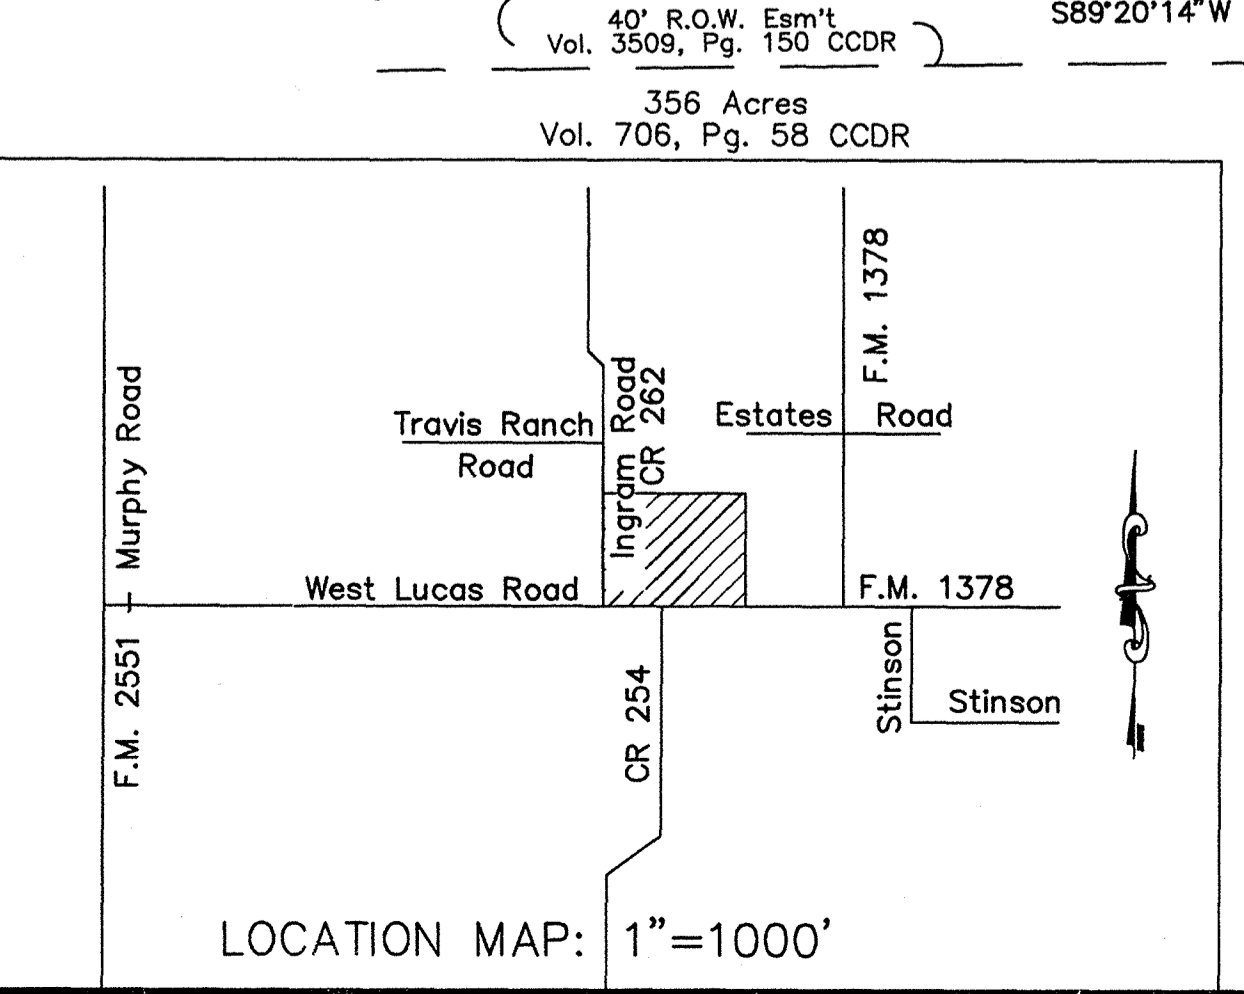 40' R.O.W. Esm't
Vol. 3509, Pg. 150 CCDR
S89°20'14"W
356 Acres
Vol. 706, Pg. 58 CCDR
F.M. 1378
F.M. 2551 – Murphy Road
Travis Ranch
Road
Ingram Road
CR 262
Estates Road
West Lucas Road
F.M. 1378
CR 254
Stinson
Stinson
LOCATION MAP: 1"=1000'